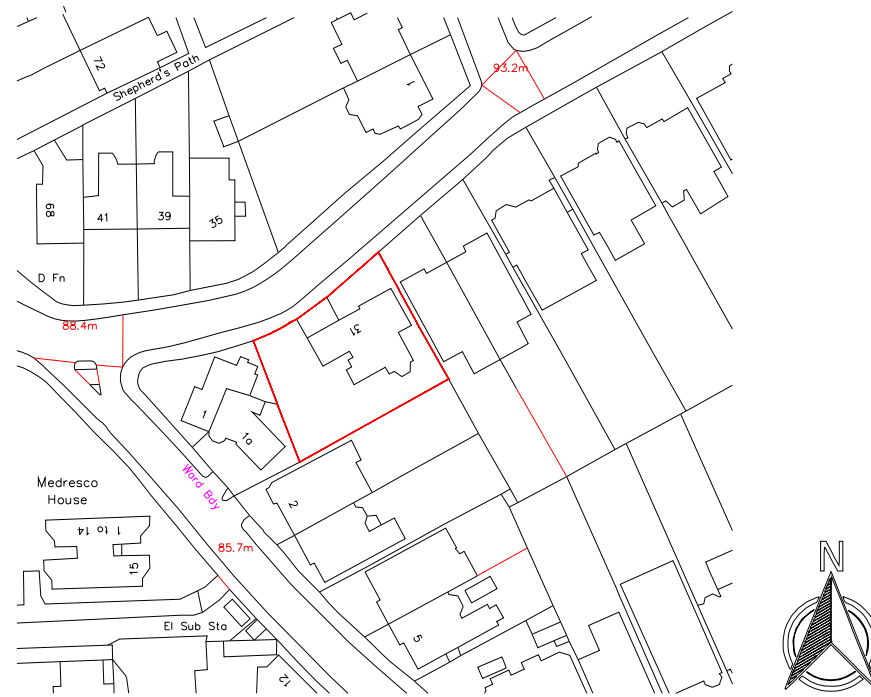 72
Shepherd's Path
93.2m
1
68
41
39
35
D Fn
88.4m
31
1
1a
Ward Bdy
Medresco
House
2
1 to 14
85.7m
15
El Sub Sta
5
12
N